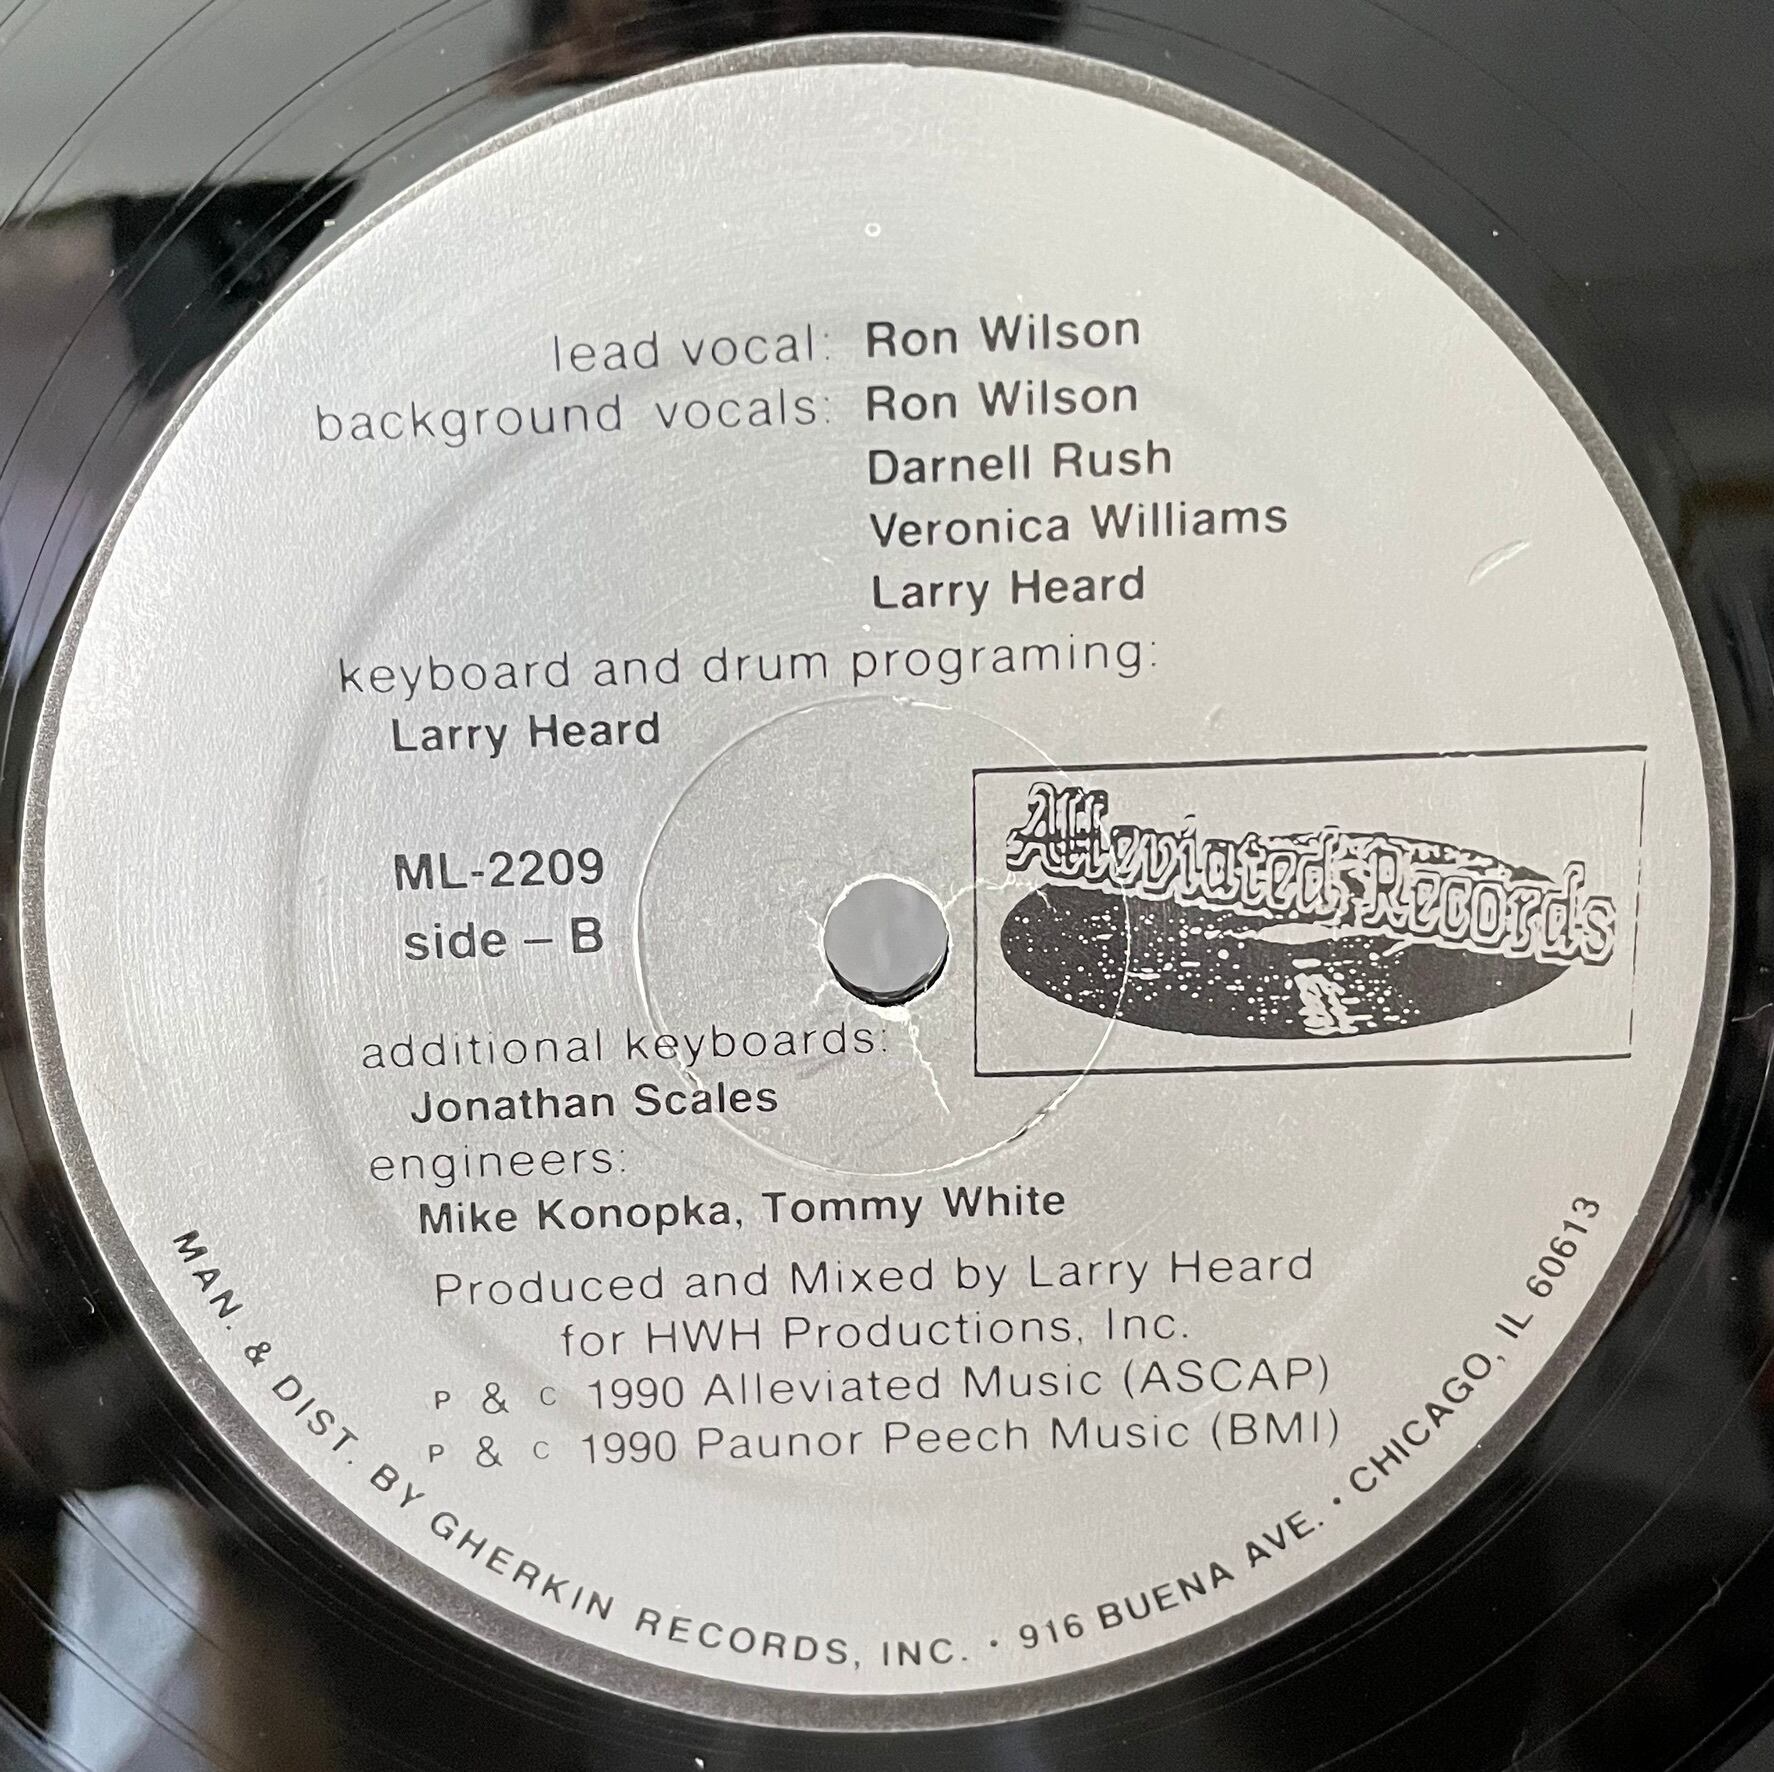 lead vocal: Ron Wilson
background vocals: Ron Wilson
Darnell Rush
Veronica Williams
Larry Heard
keyboard and drum programing:
Larry Heard
Alleviated Records
ML-2209
side – B
additional keyboards:
Jonathan Scales
engineers:
Mike Konopka, Tommy White
Produced and Mixed by Larry Heard
for HWH Productions, Inc.
P & C 1990 Alleviated Music (ASCAP)
P & C 1990 Paunor Peech Music (BMI)
MAN. & DIST. BY GHERKIN RECORDS, INC. • 916 BUENA AVE. • CHICAGO, IL 60613